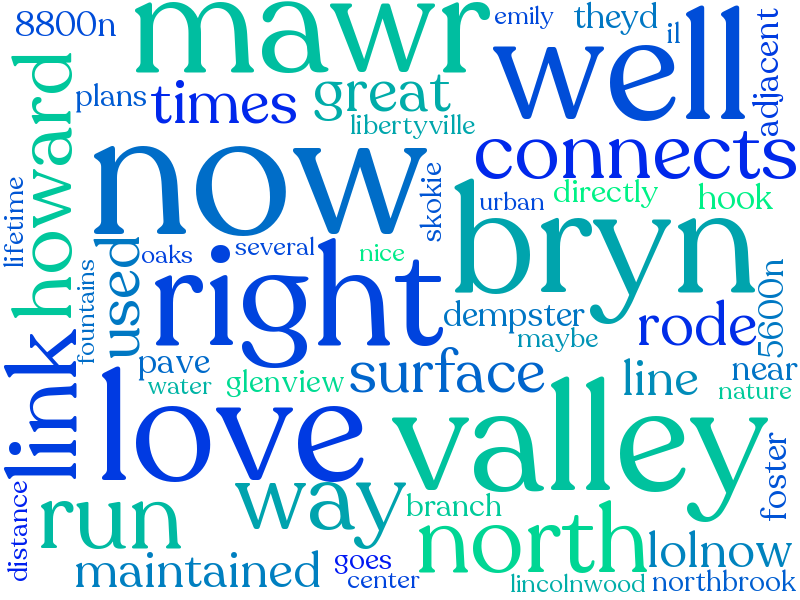 8800n
mawr
emily
theyd
il
well
adjacent
howard
plans
times
great
libertyville
connects
now
skokie
urban
directly
hook
lifetime
bryn
oaks
several
nice
used
fountains
right
dempster
maybe
rode
5600n
link
pave
water
glenview
surface
line
near
nature
love
valley
foster
distance
run
way
branch
north
lolnow
maintained
goes
center
lincolnwood
northbrook